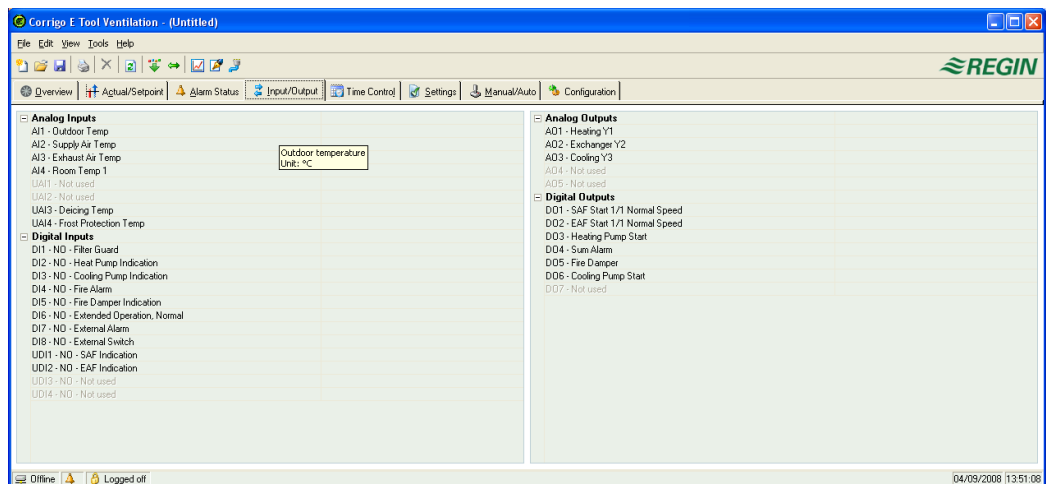 Corrigo E Tool Ventilation - (Untitled)
File Edit View Tools Help
REGIN
Overview Actual/Setpoint Alarm Status Input/Output Time Control Settings Manual/Auto Configuration
Analog Inputs
AI1 - Outdoor Temp
AI2 - Supply Air Temp
AI3 - Exhaust Air Temp
AI4 - Room Temp 1
UAI1 - Not used
UAI2 - Not used
UAI3 - Deicing Temp
UAI4 - Frost Protection Temp
Digital Inputs
DI1 - NO - Filter Guard
DI2 - NO - Heat Pump Indication
DI3 - NO - Cooling Pump Indication
DI4 - NO - Fire Alarm
DI5 - NO - Fire Damper Indication
DI6 - NO - Extended Operation, Normal
DI7 - NO - External Alarm
DI8 - NO - External Switch
UDI1 - NO - SAF Indication
UDI2 - NO - EAF Indication
UDI3 - NO - Not used
UDI4 - NO - Not used
Outdoor temperature
Unit: °C
Analog Outputs
AO1 - Heating Y1
AO2 - Exchanger Y2
AO3 - Cooling Y3
AO4 - Not used
AO5 - Not used
Digital Outputs
DO1 - SAF Start 1/1 Normal Speed
DO2 - EAF Start 1/1 Normal Speed
DO3 - Heating Pump Start
DO4 - Sum Alarm
DO5 - Fire Damper
DO6 - Cooling Pump Start
DO7 - Not used
Offline Logged off 04/09/2008 13:51:08